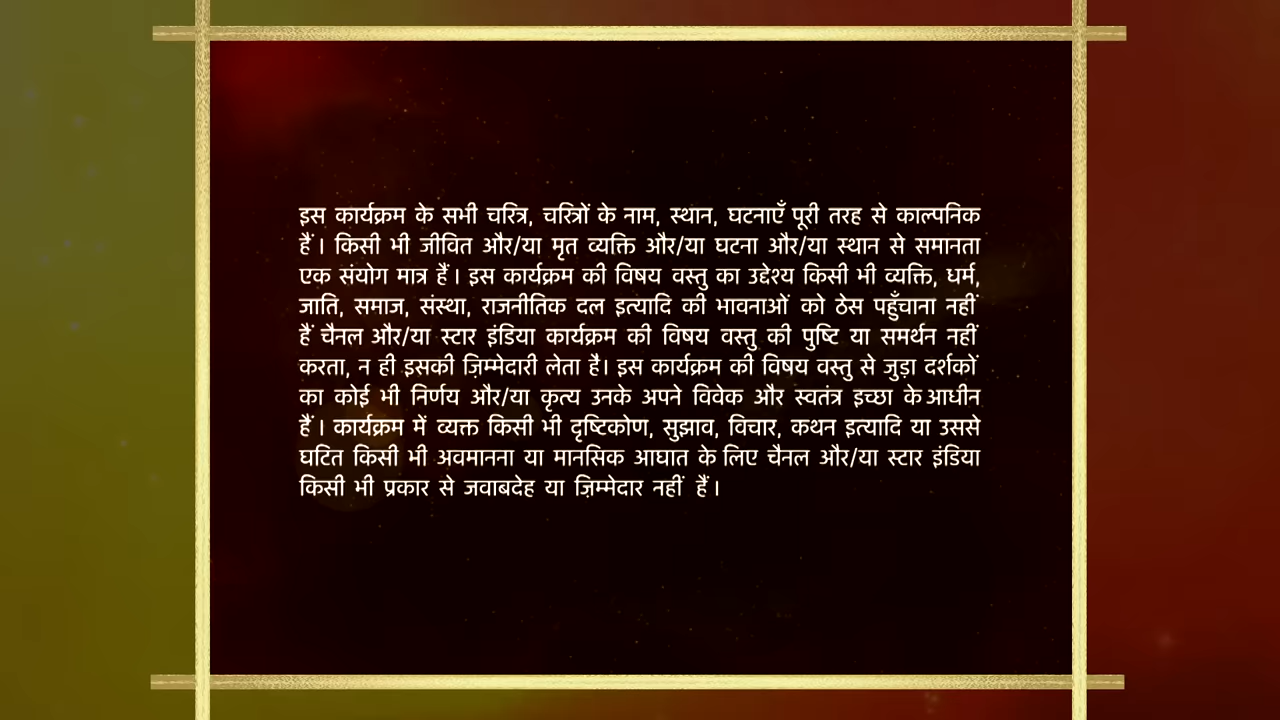 इस कार्यक्रम के सभी चरित्र, चरित्रों के नाम, स्थान, घटनाएँ पूरी तरह से काल्पनिक
हैं। किसी भी जीवित और/या मृत व्यक्ति और/या घटना और/या स्थान से समानता
एक संयोग मात्र हैं। इस कार्यक्रम की विषय वस्तु का उद्देश्य किसी भी व्यक्ति, धर्म,
जाति, समाज, संस्था, राजनीतिक दल इत्यादि की भावनाओं को ठेस पहुँचाना नहीं
हैं चैनल और/या स्टार इंडिया कार्यक्रम की विषय वस्तु की पुष्टि या समर्थन नहीं
करता, न ही इसकी ज़िम्मेदारी लेता है। इस कार्यक्रम की विषय वस्तु से जुड़ा दर्शकों
का कोई भी निर्णय और/या कृत्य उनके अपने विवेक और स्वतंत्र इच्छा के आधीन
हैं। कार्यक्रम में व्यक्त किसी भी दृष्टिकोण, सुझाव, विचार, कथन इत्यादि या उससे
घटित किसी भी अवमानना या मानसिक आघात के लिए चैनल और/या स्टार इंडिया
किसी भी प्रकार से जवाबदेह या ज़िम्मेदार नहीं हैं।